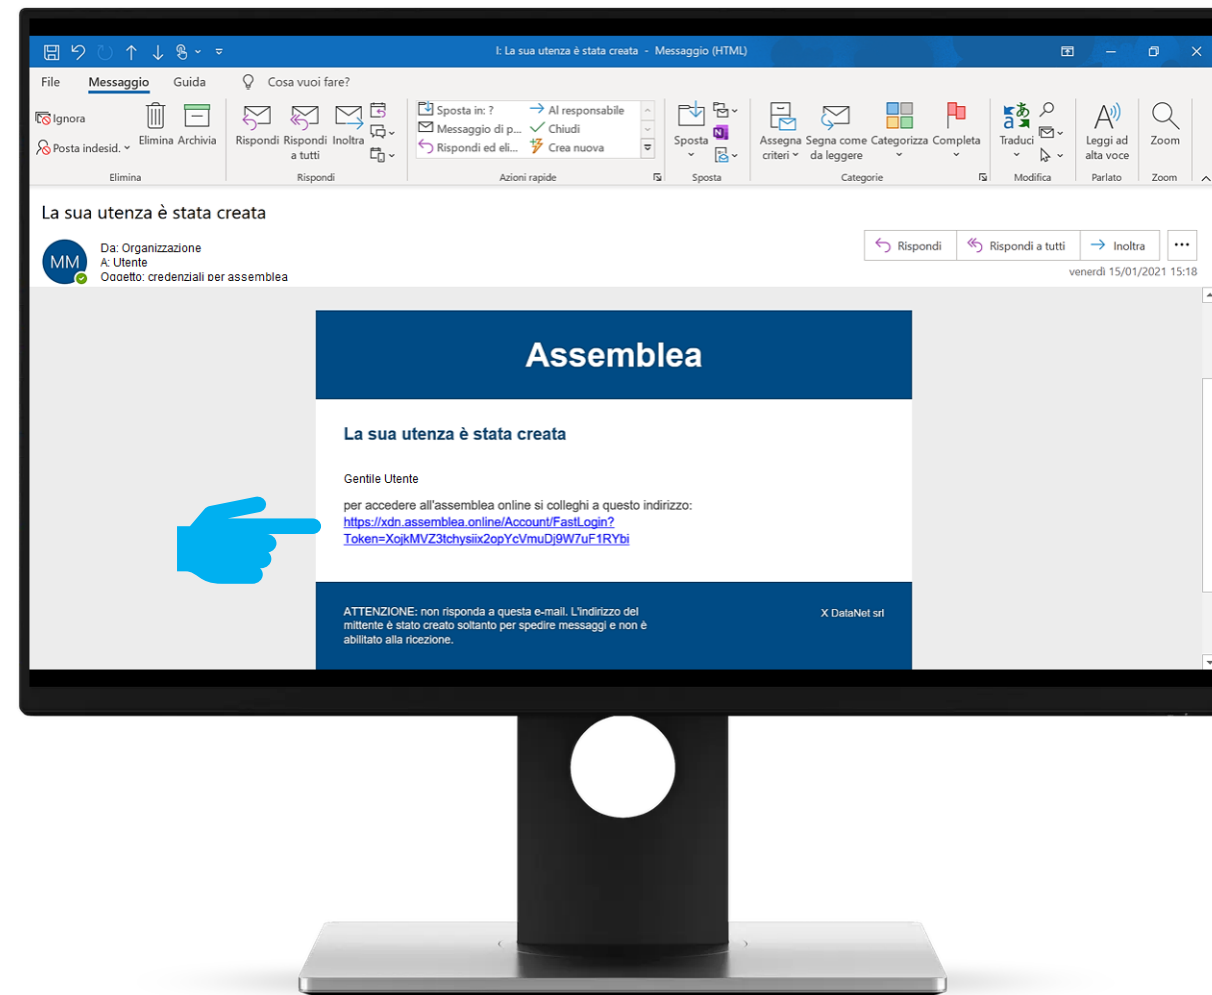 I: La sua utenza è stata creata - Messaggio (HTML)
File Messaggio Guida Cosa vuoi fare?
Ignora
Posta indesid.
Elimina Archivia
Elimina
Rispondi Rispondi a tutti Inoltra
Rispondi
Sposta in: ? Al responsabile
Messaggio di p... Chiudi
Rispondi ed eli... Crea nuova
Azioni rapide
Sposta
Sposta
Assegna criteri Segna come da leggere Categorizza Completa
Categorie
Traduci
Modifica
Leggi ad alta voce
Parlato
Zoom
Zoom
La sua utenza è stata creata
MM
Da: Organizzazione
A: Utente
Oggetto: credenziali per assemblea
Rispondi Rispondi a tutti Inoltra
venerdì 15/01/2021 15:18
Assemblea
La sua utenza è stata creata
Gentile Utente
per accedere all'assemblea online si colleghi a questo indirizzo:
https://xdn.assemblea.online/Account/FastLogin?
Token=XojkMVZ3tchysiix2opYcVmuDj9W7uF1RYbi
ATTENZIONE: non risponda a questa e-mail. L'indirizzo del
mittente è stato creato soltanto per spedire messaggi e non è
abilitato alla ricezione.
X DataNet srl